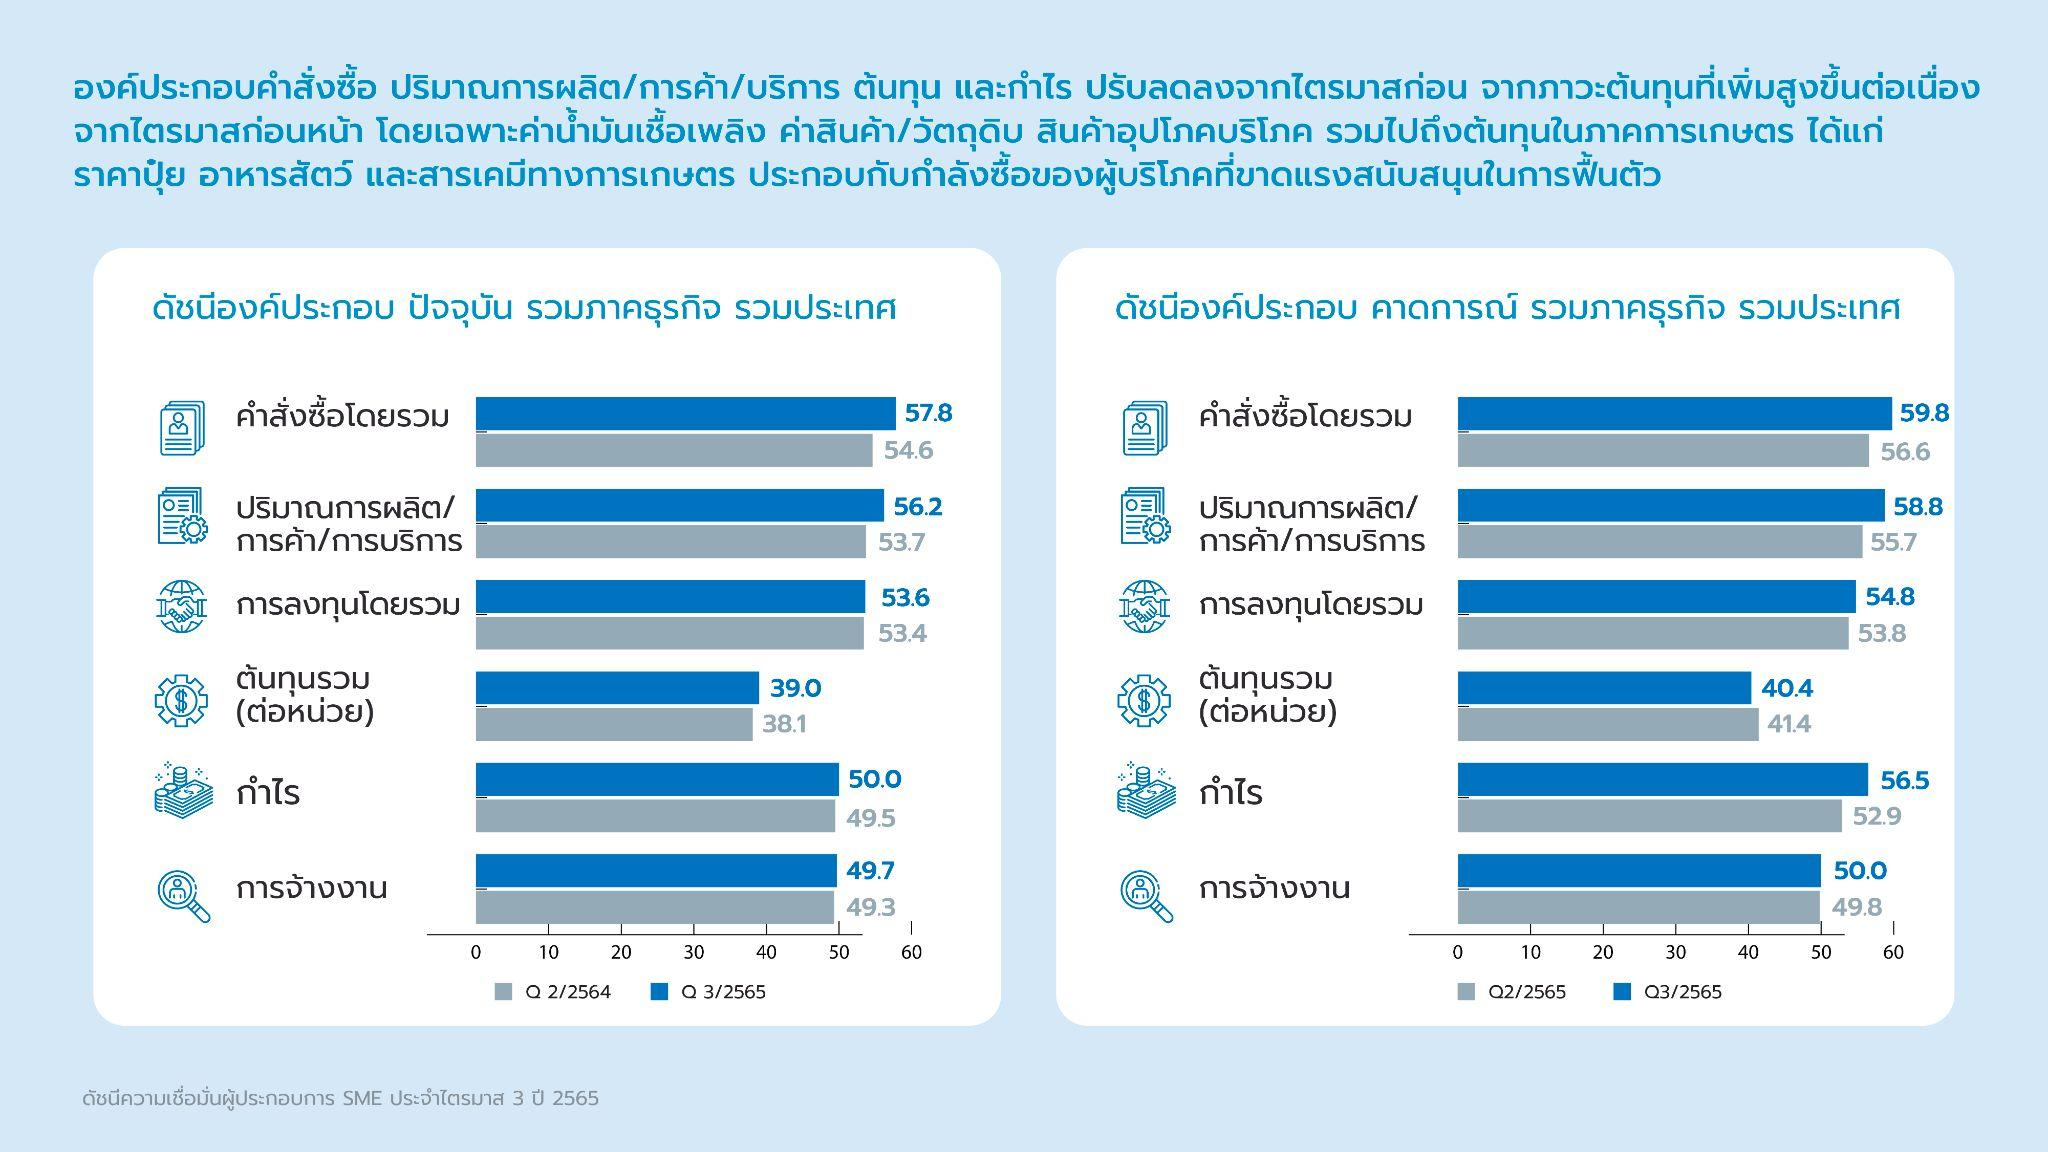 องค์ประกอบคำสั่งซื้อ ปริมาณการผลิต/การค้า/บริการ ต้นทุน และกำไร ปรับลดลงจากไตรมาสก่อน จากภาวะต้นทุนที่เพิ่มสูงขึ้นต่อเนื่อง
จากไตรมาสก่อนหน้า โดยเฉพาะค่าน้ำมันเชื้อเพลิง ค่าสินค้า/วัตถุดิบ สินค้าอุปโภคบริโภค รวมไปถึงต้นทุนในภาคการเกษตร ได้แก่
ราคาปุ๋ย อาหารสัตว์ และสารเคมีทางการเกษตร ประกอบกับกำลังซื้อของผู้บริโภคที่ขาดแรงสนับสนุนในการฟื้นตัว
ดัชนีองค์ประกอบ ปัจจุบัน รวมภาคธุรกิจ รวมประเทศ
คำสั่งซื้อโดยรวม
57.8
54.6
ปริมาณการผลิต/
การค้า/การบริการ
56.2
53.7
การลงทุนโดยรวม
53.6
53.4
ต้นทุนรวม
(ต่อหน่วย)
39.0
38.1
กำไร
50.0
49.5
การจ้างงาน
49.7
49.3
0 10 20 30 40 50 60
Q 2/2564 Q 3/2565
ดัชนีองค์ประกอบ คาดการณ์ รวมภาคธุรกิจ รวมประเทศ
คำสั่งซื้อโดยรวม
59.8
56.6
ปริมาณการผลิต/
การค้า/การบริการ
58.8
55.7
การลงทุนโดยรวม
54.8
53.8
ต้นทุนรวม
(ต่อหน่วย)
40.4
41.4
กำไร
56.5
52.9
การจ้างงาน
50.0
49.8
0 10 20 30 40 50 60
Q2/2565 Q3/2565
ดัชนีความเชื่อมั่นผู้ประกอบการ SME ประจำไตรมาส 3 ปี 2565